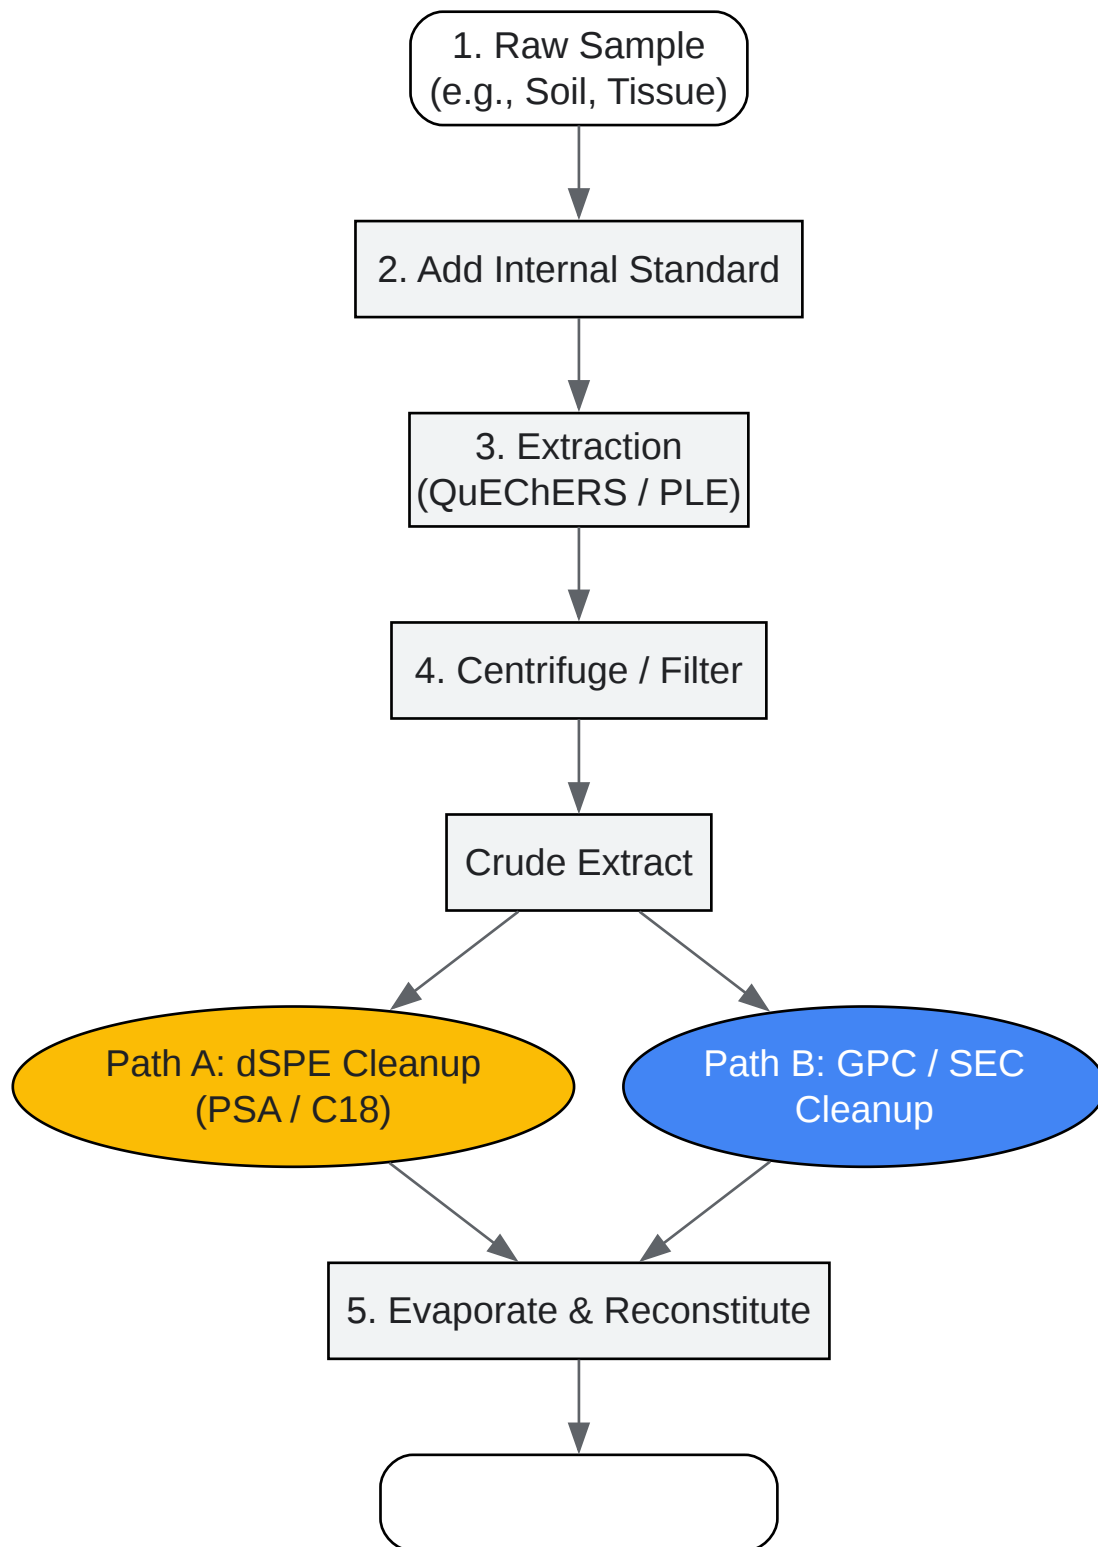 1. Raw Sample
(e.g., Soil, Tissue)
2. Add Internal Standard
3. Extraction
(QuEChERS / PLE)
4. Centrifuge / Filter
Crude Extract
Path A: dSPE Cleanup
(PSA / C18)
Path B: GPC / SEC
Cleanup
5. Evaporate & Reconstitute